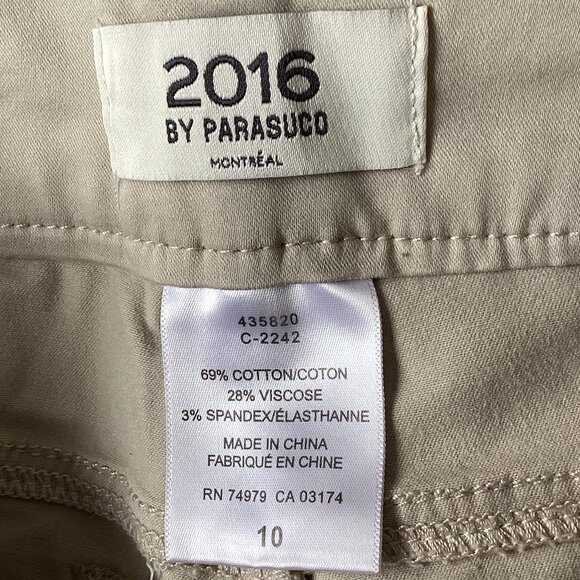 2016
BY PARASUCO
MONTRÉAL
435820
C-2242
69% COTTON/COTON
28% VISCOSE
3% SPANDEX/ÉLASTHANNE
MADE IN CHINA
FABRIQUÉ EN CHINE
RN 74979 CA 03174
10